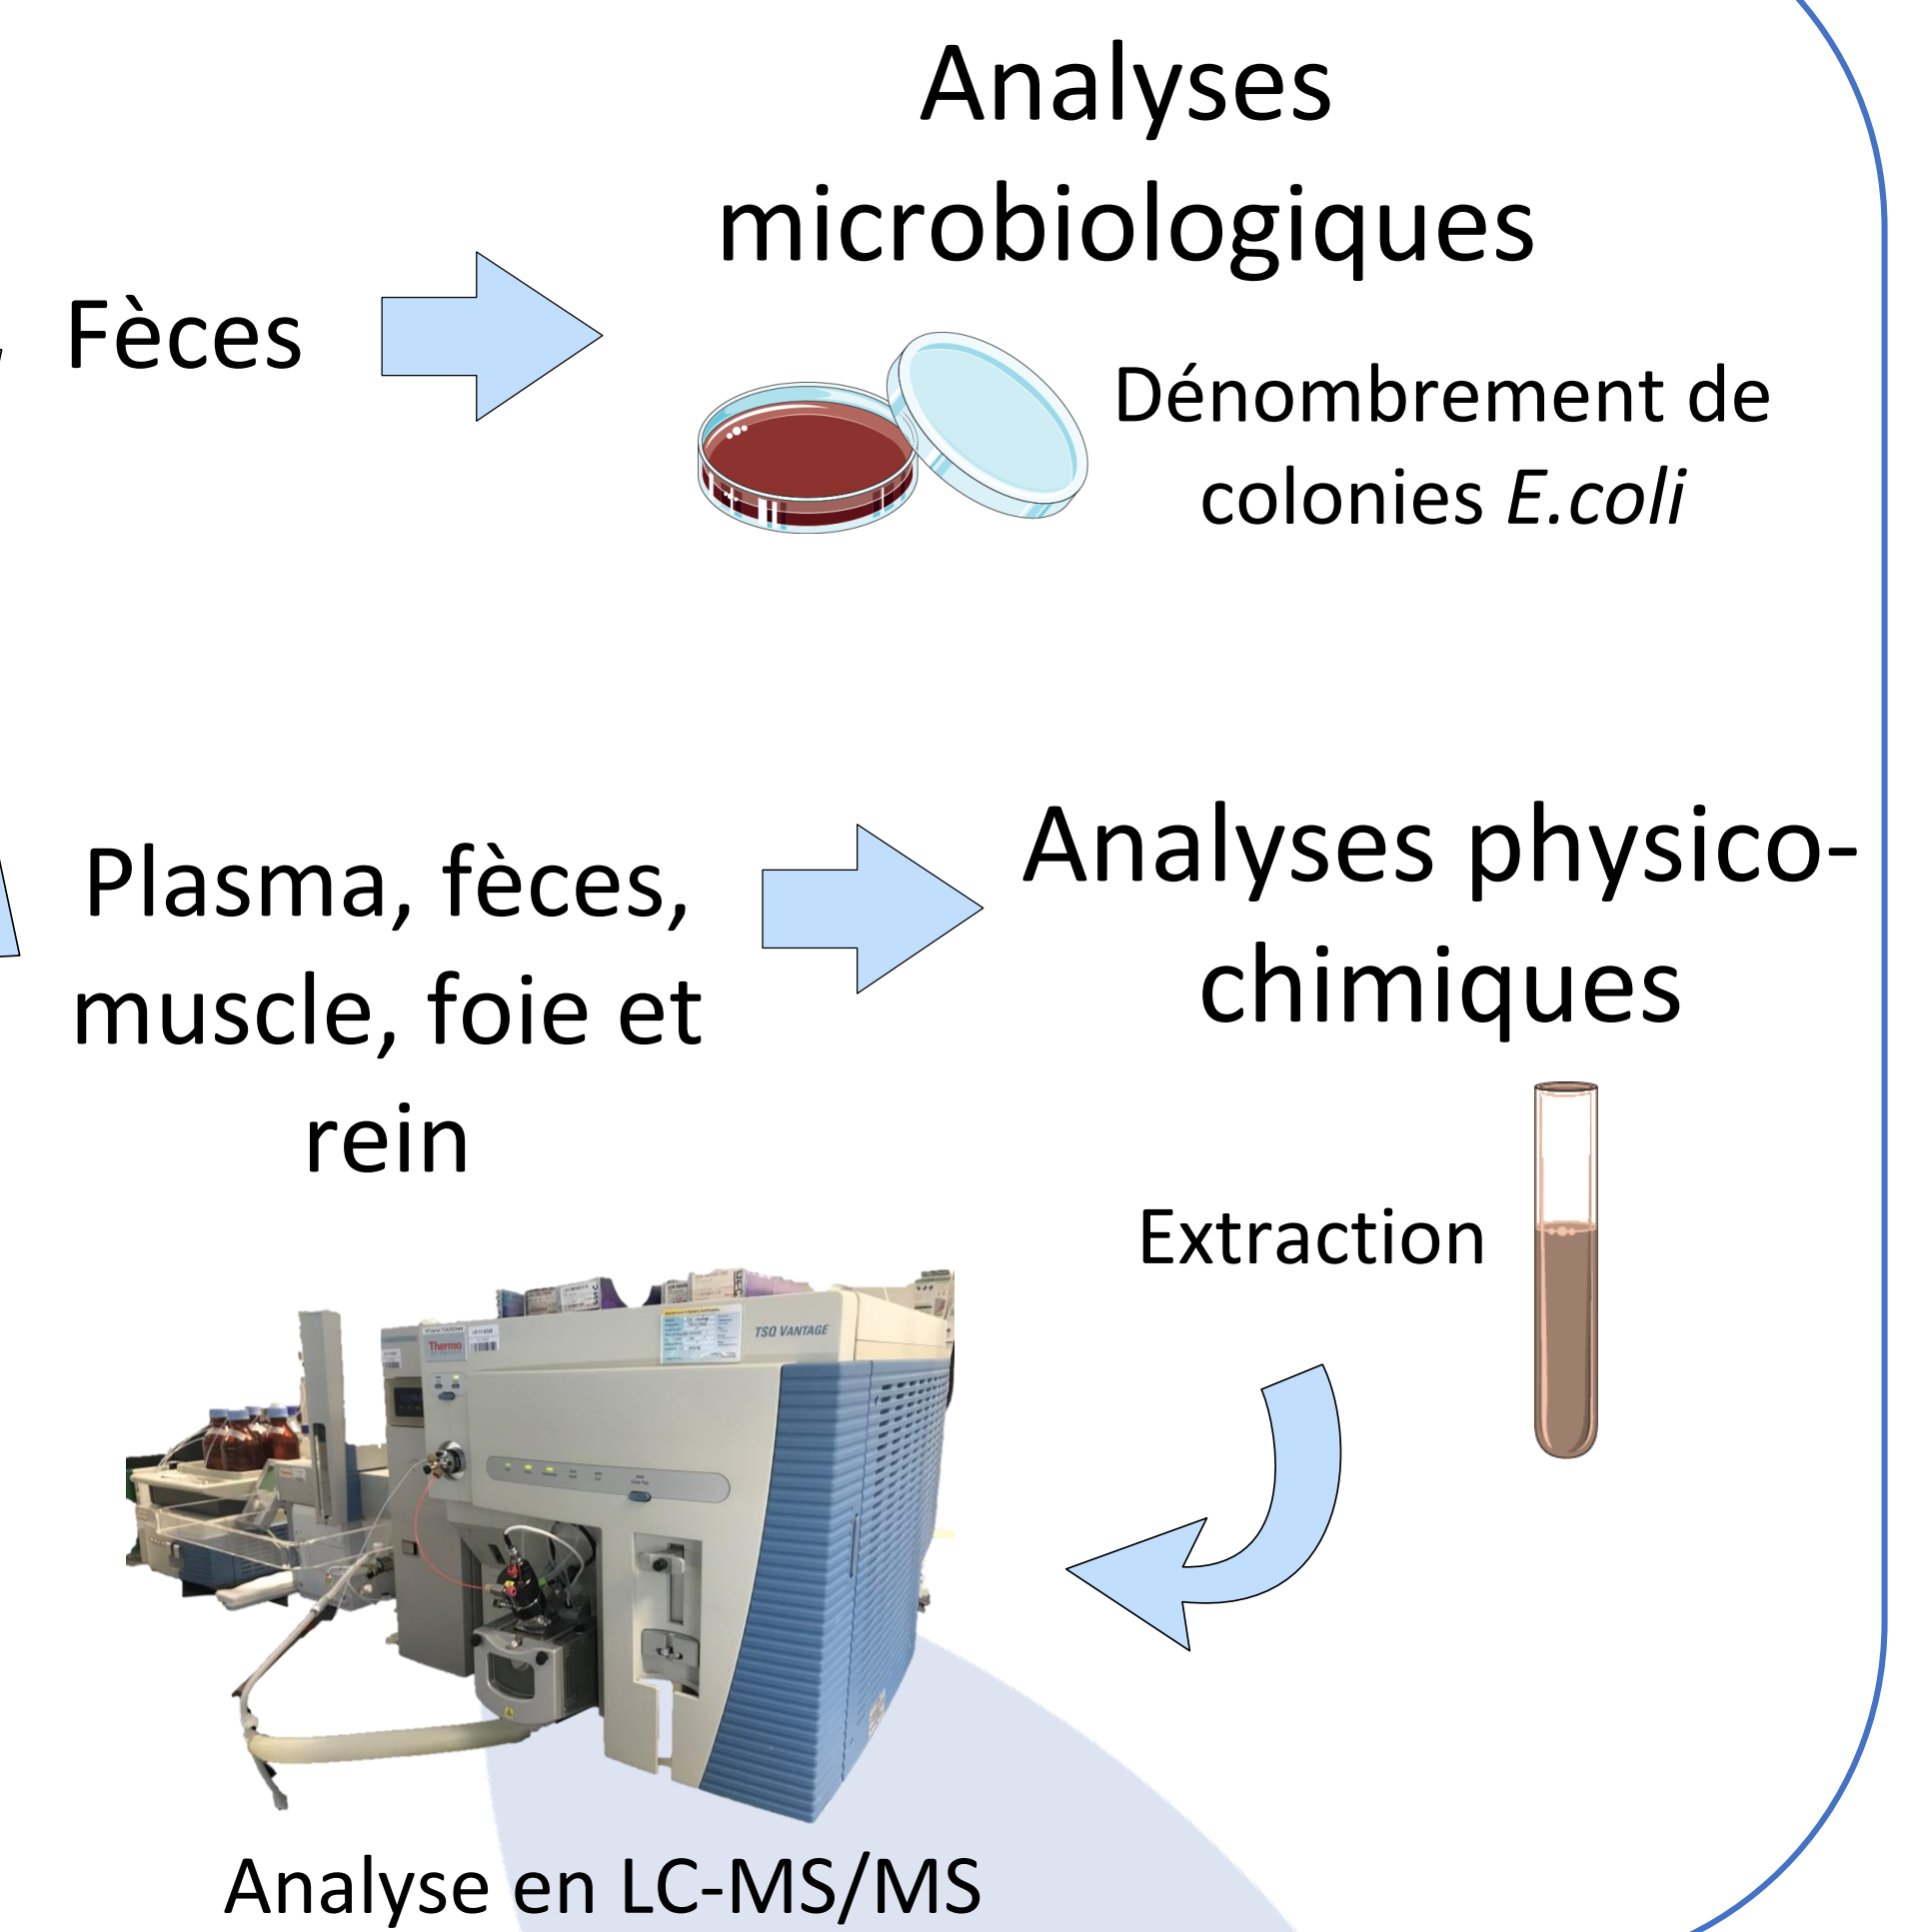 Analyses
microbiologiques
Fèces
Dénombrement de
colonies E.coli
Plasma, fèces,
muscle, foie et
rein
Analyses physico-
chimiques
Extraction
Thermo
SCIENTIFIC
TSQ VANTAGE
Analyse en LC-MS/MS